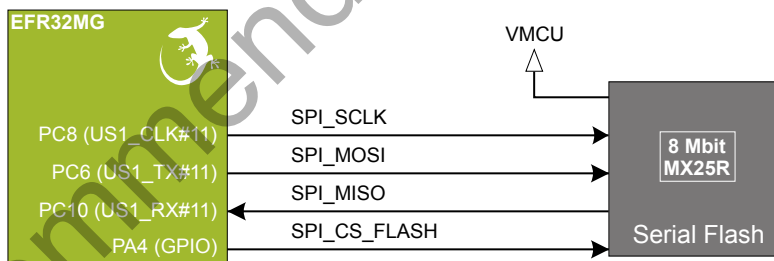 EFR32MG
VMCU
PC8 (US1_CLK#11)
SPI_SCLK
PC6 (US1_TX#11)
SPI_MOSI
8 Mbit
MX25R
PC10 (US1_RX#11)
SPI_MISO
PA4 (GPIO)
SPI_CS_FLASH
Serial Flash